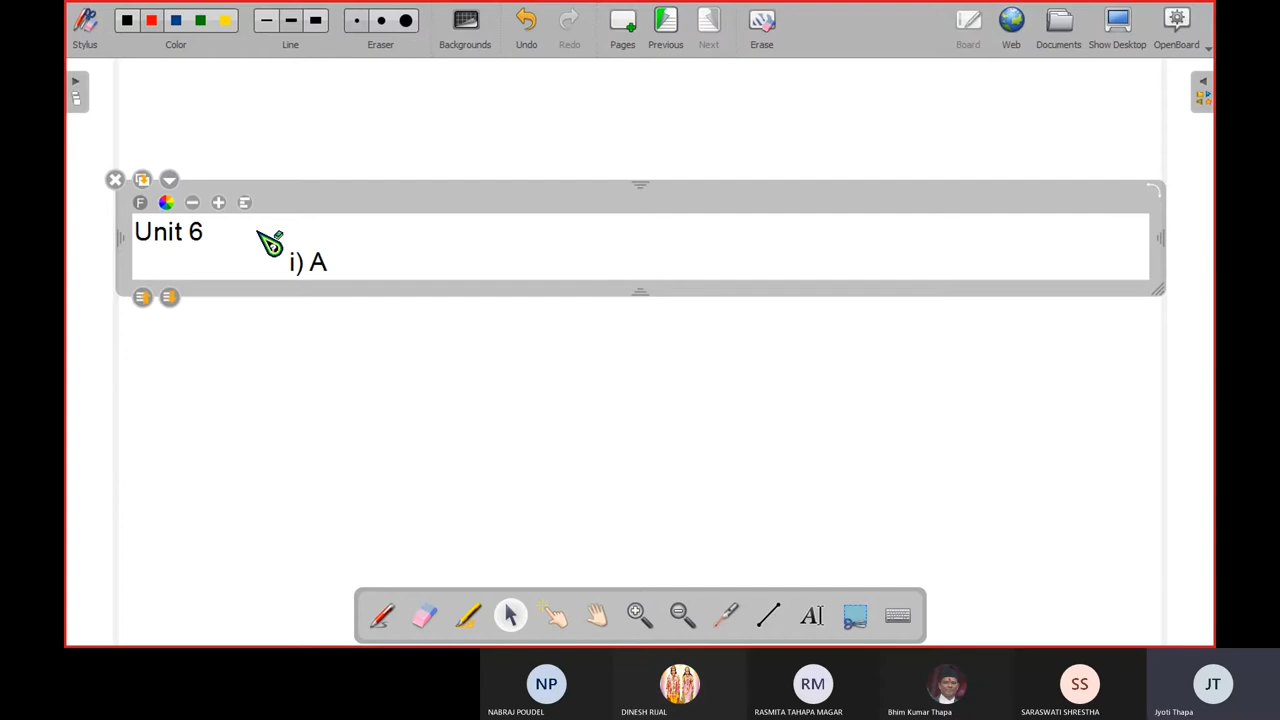 Stylus Color Line Eraser Backgrounds Undo Redo Pages Previous Next Erase Board Web Documents Show Desktop OpenBoard
F
Unit 6
i) A
AI
NP RM SS JT
NABRAJ POUDEL DINESH RIJAL RASMITA TAHAPA MAGAR Bhim Kumar Thapa SARASWATI SHRESTHA Jyoti Thapa